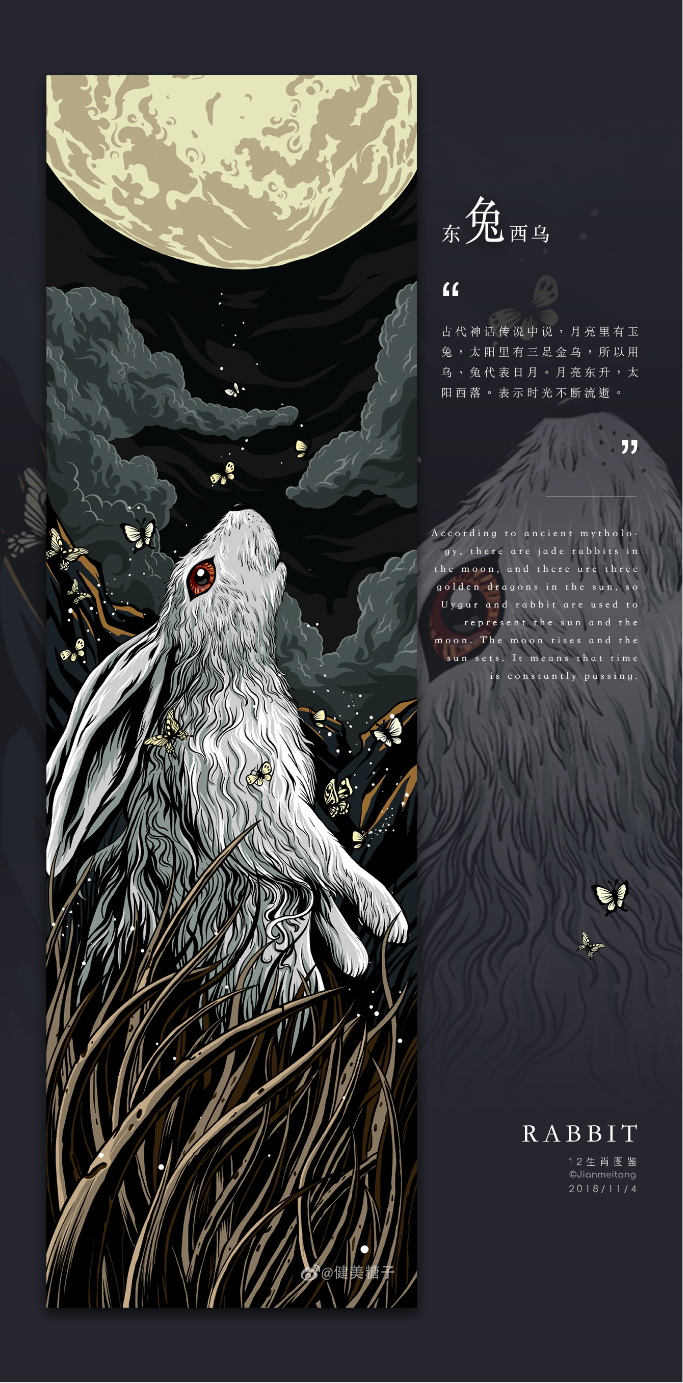 东兔西乌
“
古代神话传说中说，月亮里有玉
兔，太阳里有三足金乌，所以用
乌、兔代表日月。月亮东升，太
阳西落。表示时光不断流逝。
”
According to ancient mytholo-
gy, there are jade rabbits in
the moon, and there are three
golden dragons in the sun, so
Uygur and rabbit are used to
represent the sun and the
moon. The moon rises and the
sun sets. It means that time
is constantly passing.
RABBIT
12生肖图鉴
©Jianmeitang
2018/11/4
@健美糖子